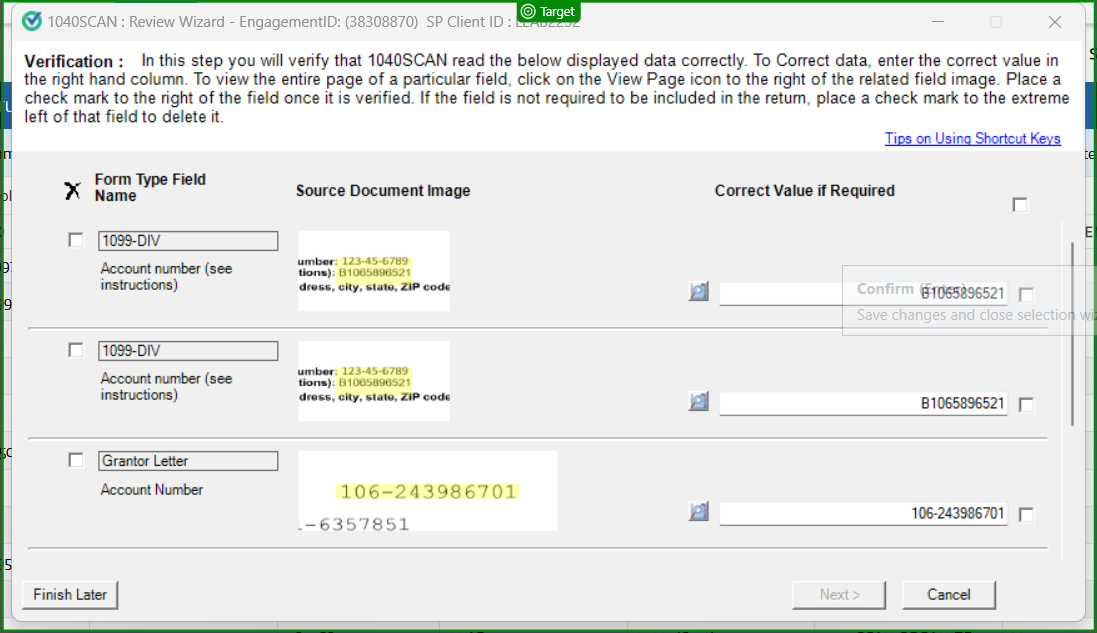 Target
1040SCAN : Review Wizard - EngagementID: (38308870) SP Client ID :
Verification : In this step you will verify that 1040SCAN read the below displayed data correctly. To Correct data, enter the correct value in
the right hand column. To view the entire page of a particular field, click on the View Page icon to the right of the related field image. Place a
check mark to the right of the field once it is verified. If the field is not required to be included in the return, place a check mark to the extreme
left of that field to delete it.
Tips on Using Shortcut Keys
Form Type Field
Name
Source Document Image
Correct Value if Required
1099-DIV
Account number (see
instructions)
umber: 123-45-6789
tions): B1065896521
dress, city, state, ZIP code
B1065896521
Confirm (Enter)
Save changes and close selection wiz
1099-DIV
Account number (see
instructions)
umber: 123-45-6789
tions): B1065896521
dress, city, state, ZIP code
B1065896521
Grantor Letter
Account Number
106-243986701
-6357851
106-243986701
Finish Later
Next >
Cancel